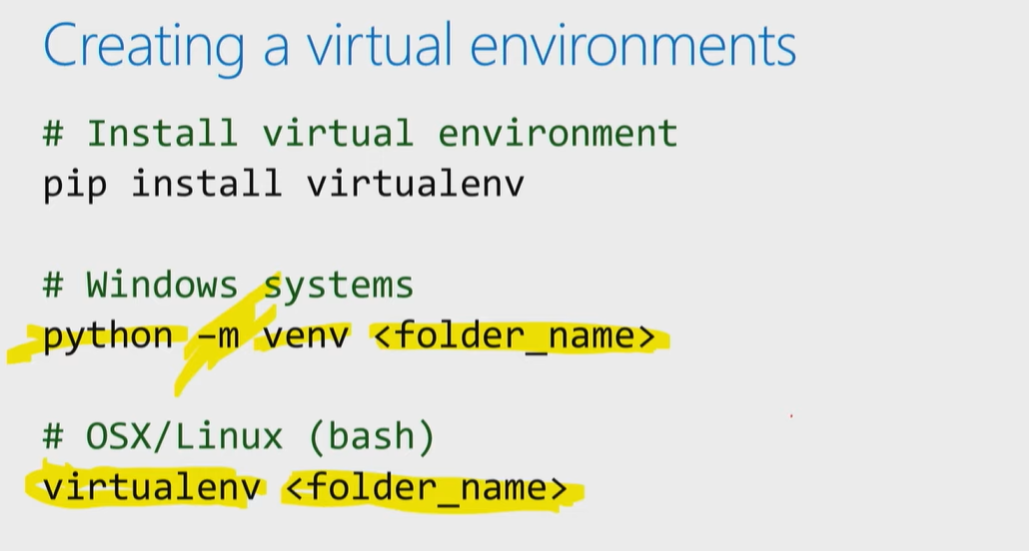 Creating a virtual environments
# Install virtual environment
pip install virtualenv
# Windows systems
python -m venv <folder_name>
# OSX/Linux (bash)
virtualenv <folder_name>